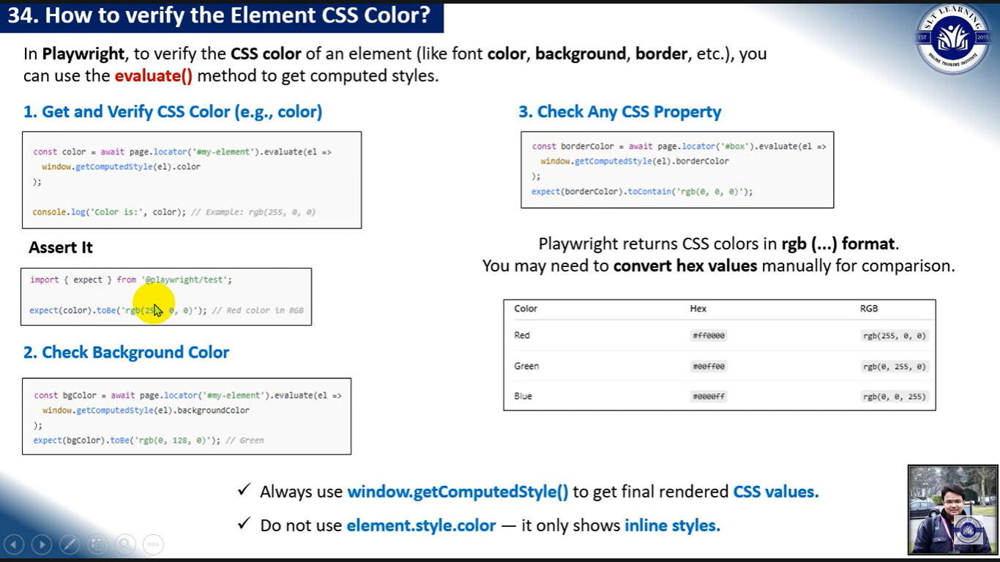 34. How to verify the Element CSS Color?
SLT LEARNING
EST
2015
ONLINE TRAINING INSTITUTE
In Playwright, to verify the CSS color of an element (like font color, background, border, etc.), you
can use the evaluate() method to get computed styles.
1. Get and Verify CSS Color (e.g., color)
const color = await page.locator('#my-element').evaluate(el =>
window.getComputedStyle(el).color
);
console.log('Color is:', color); // Example: rgb(255, 0, 0)
Assert It
import { expect } from '@playwright/test';
expect(color).toBe('rgb(255, 0, 0)'); // Red color in RGB
2. Check Background Color
const bgColor = await page.locator('#my-element').evaluate(el =>
window.getComputedStyle(el).backgroundColor
);
expect(bgColor).toBe('rgb(0, 128, 0)'); // Green
3. Check Any CSS Property
const borderColor = await page.locator('#box').evaluate(el =>
window.getComputedStyle(el).borderColor
);
expect(borderColor).toContain('rgb(0, 0, 0)');
Playwright returns CSS colors in rgb (...) format.
You may need to convert hex values manually for comparison.
Color Hex RGB
Red #ff0000 rgb(255, 0, 0)
Green #00ff00 rgb(0, 255, 0)
Blue #0000ff rgb(0, 0, 255)
✓ Always use window.getComputedStyle() to get final rendered CSS values.
✓ Do not use element.style.color — it only shows inline styles.